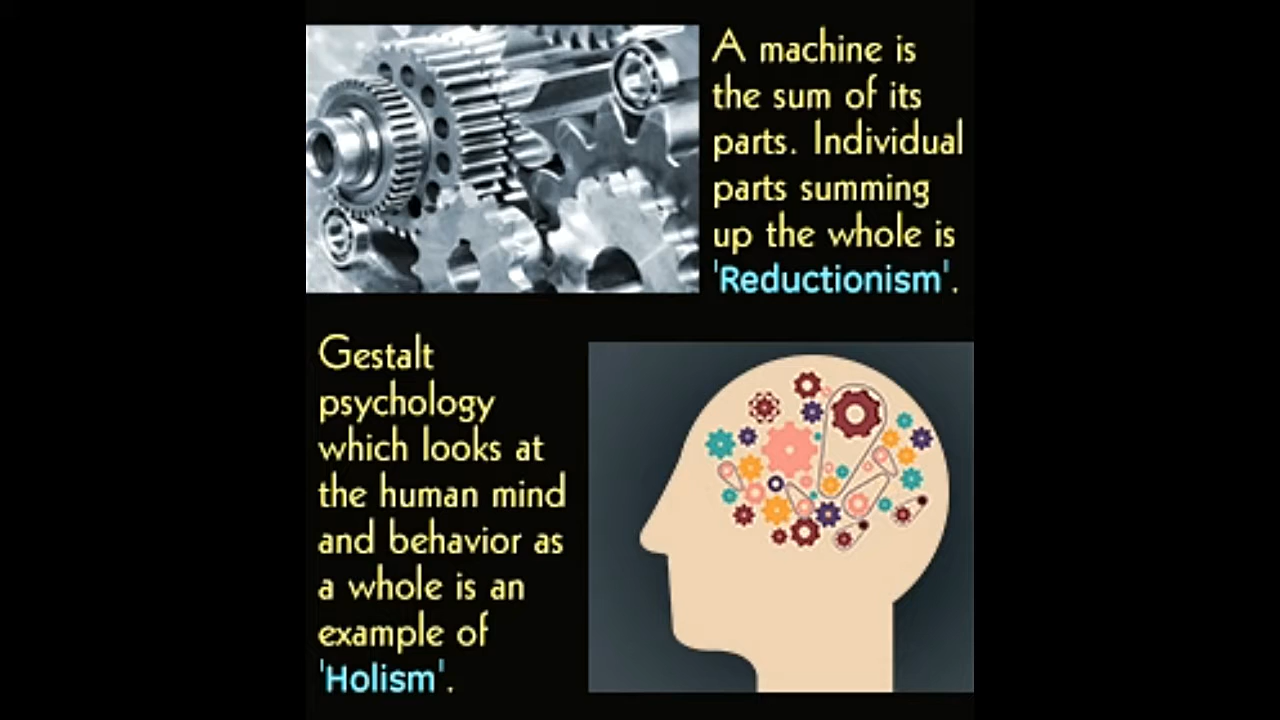 A machine is
the sum of its
parts. Individual
parts summing
up the whole is
'Reductionism'.
Gestalt
psychology
which looks at
the human mind
and behavior as
a whole is an
example of
'Holism'.